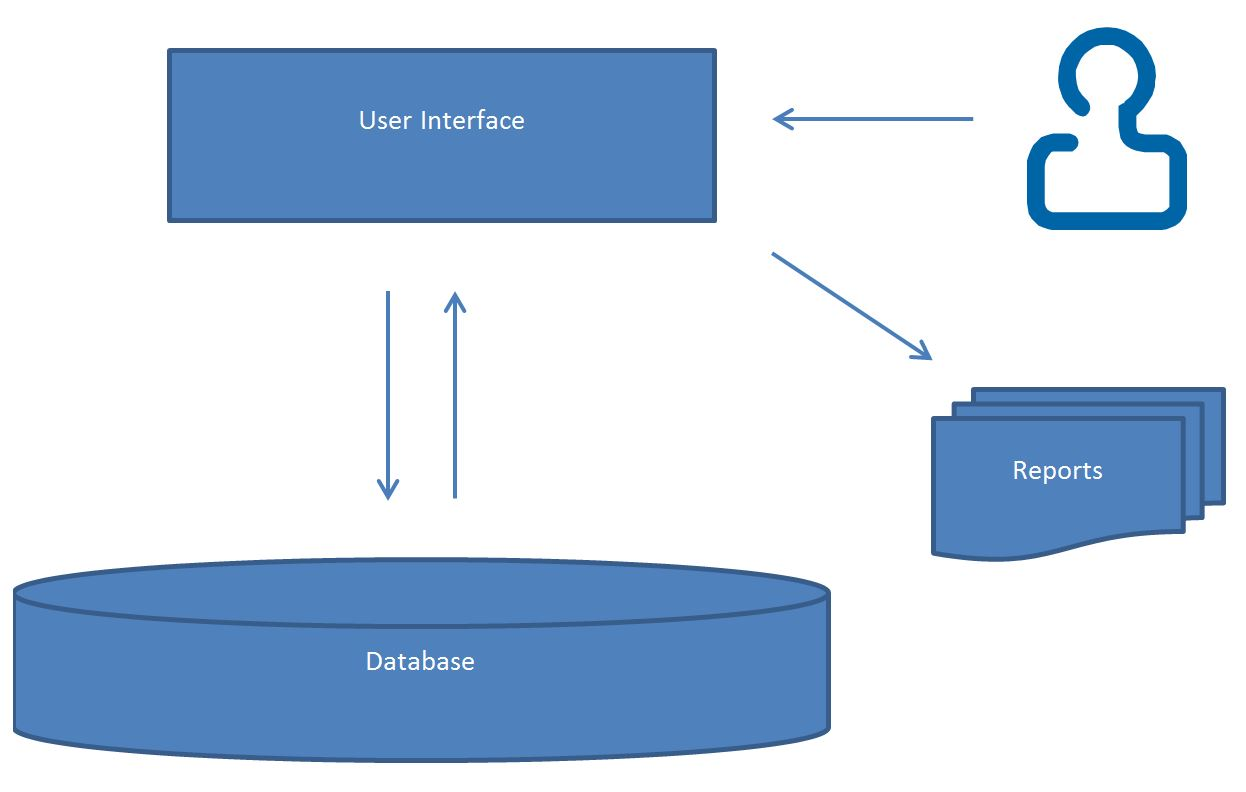 User Interface
Reports
Database